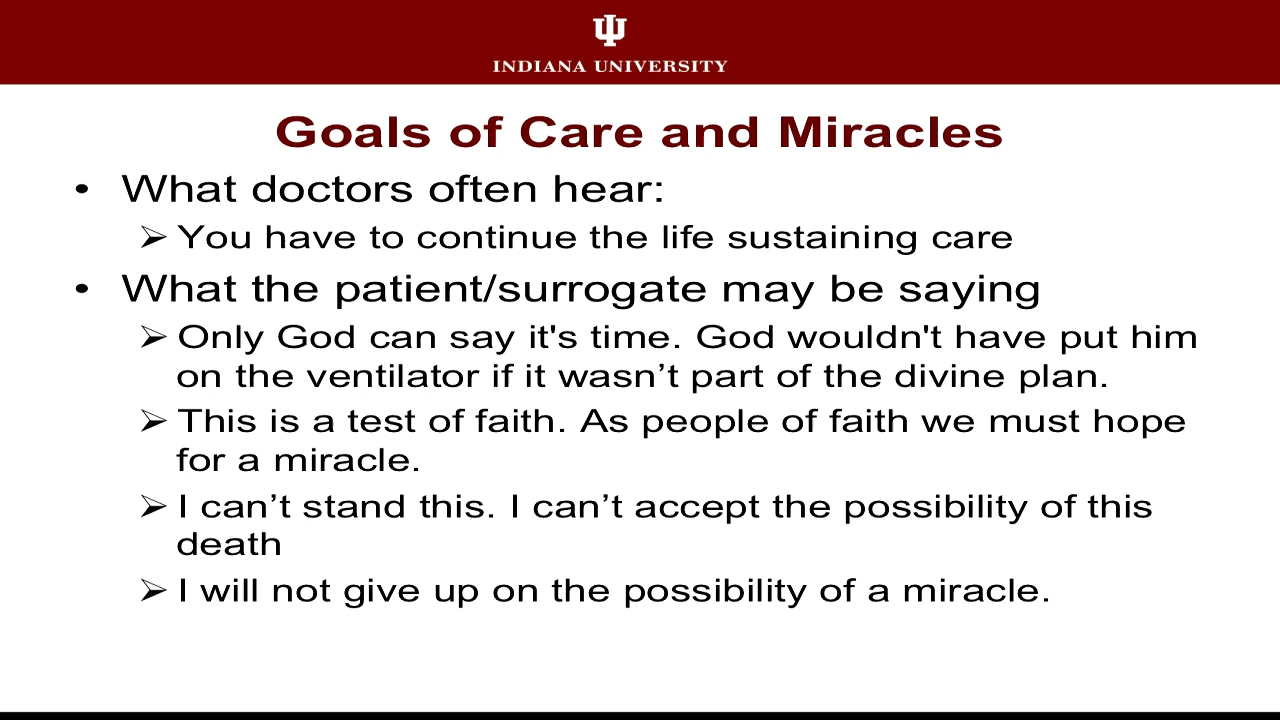 INDIANA UNIVERSITY
Goals of Care and Miracles
• What doctors often hear:
➢ You have to continue the life sustaining care
• What the patient/surrogate may be saying
➢ Only God can say it's time. God wouldn't have put him
on the ventilator if it wasn’t part of the divine plan.
➢ This is a test of faith. As people of faith we must hope
for a miracle.
➢ I can’t stand this. I can’t accept the possibility of this
death
➢ I will not give up on the possibility of a miracle.